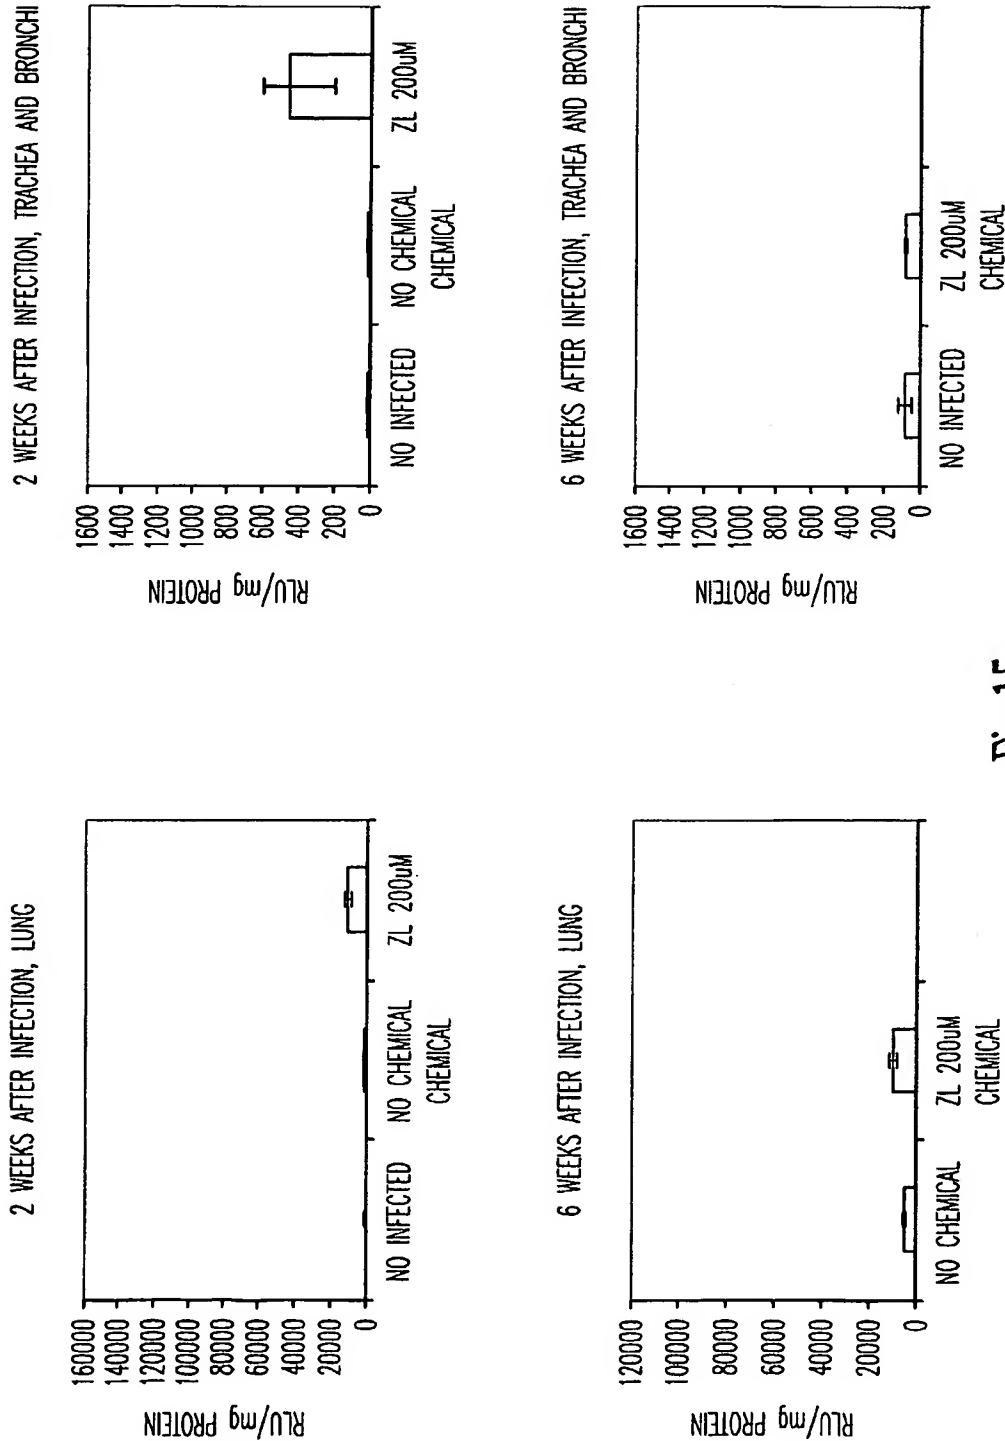 2 WEEKS AFTER INFECTION, LUNG
RLU/mg PROTEIN
160000
140000
120000
100000
80000
60000
40000
20000
0
NO INFECTED
NO CHEMICAL
ZL 200uM
CHEMICAL
2 WEEKS AFTER INFECTION, TRACHEA AND BRONCHI
RLU/mg PROTEIN
1600
1400
1200
1000
800
600
400
200
0
NO INFECTED
NO CHEMICAL
ZL 200uM
CHEMICAL
6 WEEKS AFTER INFECTION, LUNG
RLU/mg PROTEIN
120000
100000
80000
60000
40000
20000
0
NO CHEMICAL
ZL 200uM
CHEMICAL
6 WEEKS AFTER INFECTION, TRACHEA AND BRONCHI
RLU/mg PROTEIN
1600
1400
1200
1000
800
600
400
200
0
NO INFECTED
ZL 200uM
CHEMICAL